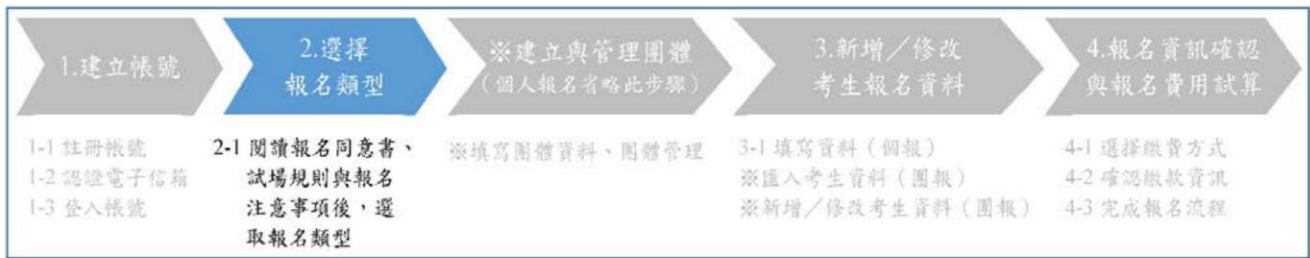 1.建立帳號
2.選擇
報名類型
※建立與管理團體
（個人報名省略此步驟）
3.新增／修改
考生報名資料
4.報名資訊確認
與報名費用試算
1-1 註冊帳號
1-2 認證電子信箱
1-3 登入帳號
2-1 閱讀報名同意書、
試場規則與報名
注意事項後，選
取報名類型
※填寫團體資料、團體管理
3-1 填寫資料（個報）
※匯入考生資料（團報）
※新增／修改考生資料（團報）
4-1 選擇繳費方式
4-2 確認繳款資訊
4-3 完成報名流程